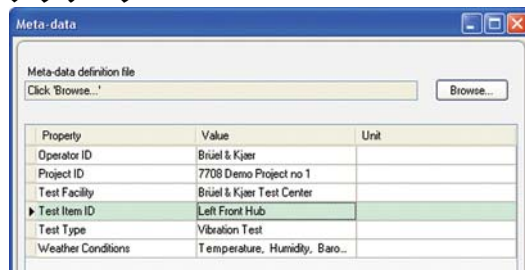 Meta-data
Meta-data definition file
Click 'Browse...' Browse...
Property Value Unit
Operator ID Brüel & Kjær
Project ID 7708 Demo Project no 1
Test Facility Brüel & Kjær Test Center
Test Item ID Left Front Hub
Test Type Vibration Test
Weather Conditions Temperature, Humidity, Baro...